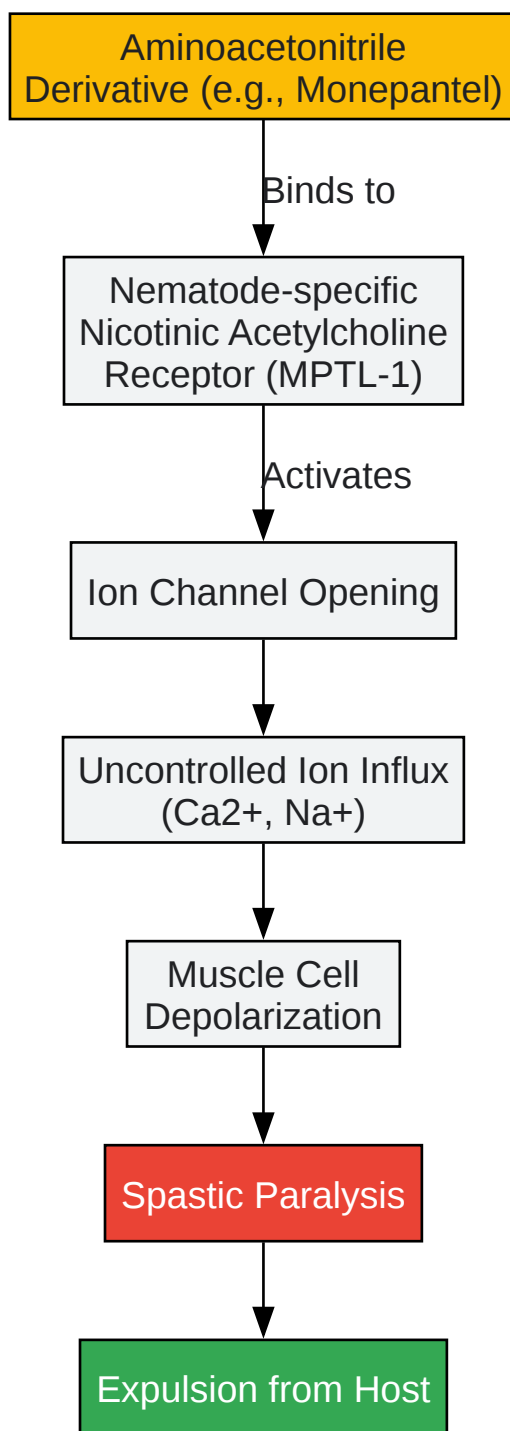 Aminoacetonitrile
Derivative (e.g., Monepantel)
Binds to
Nematode-specific
Nicotinic Acetylcholine
Receptor (MPTL-1)
Activates
Ion Channel Opening
Uncontrolled Ion Influx
(Ca2+, Na+)
Muscle Cell
Depolarization
Spastic Paralysis
Expulsion from Host